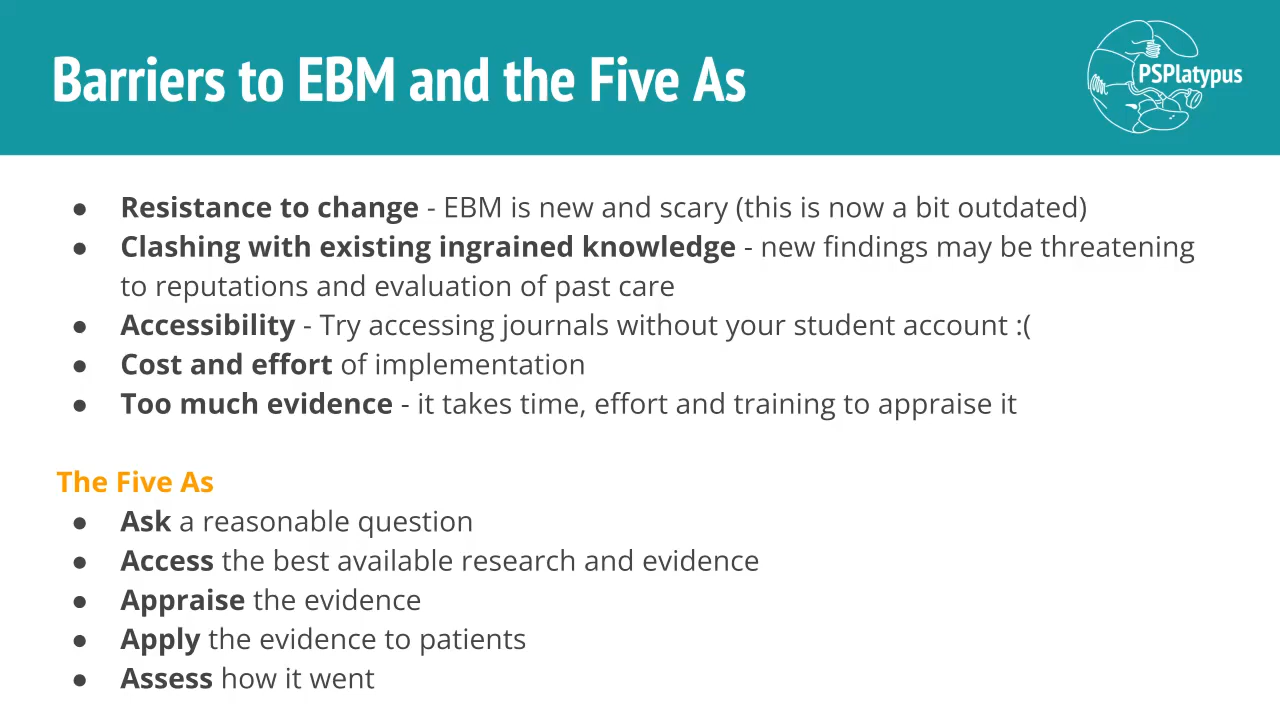 Barriers to EBM and the Five As
PSPlatypus
● Resistance to change - EBM is new and scary (this is now a bit outdated)
● Clashing with existing ingrained knowledge - new findings may be threatening
to reputations and evaluation of past care
● Accessibility - Try accessing journals without your student account :(
● Cost and effort of implementation
● Too much evidence - it takes time, effort and training to appraise it
The Five As
● Ask a reasonable question
● Access the best available research and evidence
● Appraise the evidence
● Apply the evidence to patients
● Assess how it went